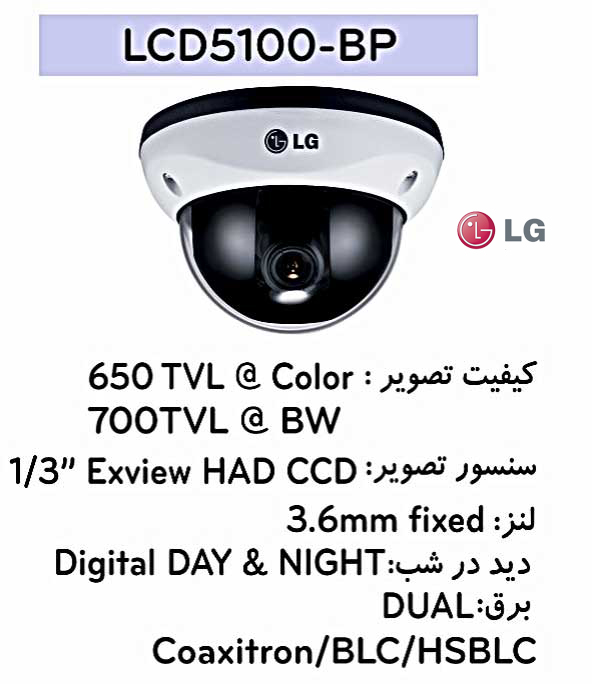 LCD5100-BP
LG
LG
کیفیت تصویر : 650 TVL @ Color
700TVL @ BW
سنسور تصویر: 1/3” Exview HAD CCD
لنز: 3.6mm fixed
دید در شب:Digital DAY & NIGHT
برق:DUAL
Coaxitron/BLC/HSBLC